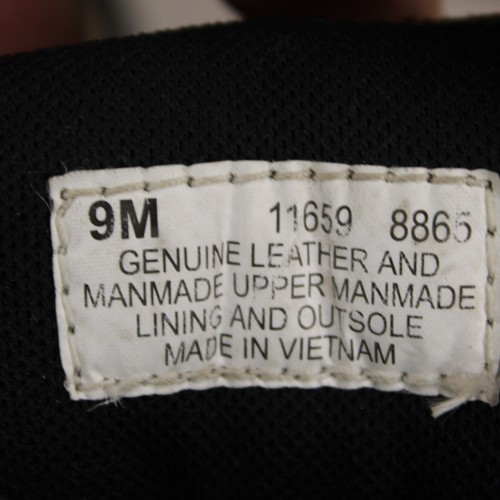 9M 11659 8865
GENUINE LEATHER AND
MANMADE UPPER MANMADE
LINING AND OUTSOLE
MADE IN VIETNAM